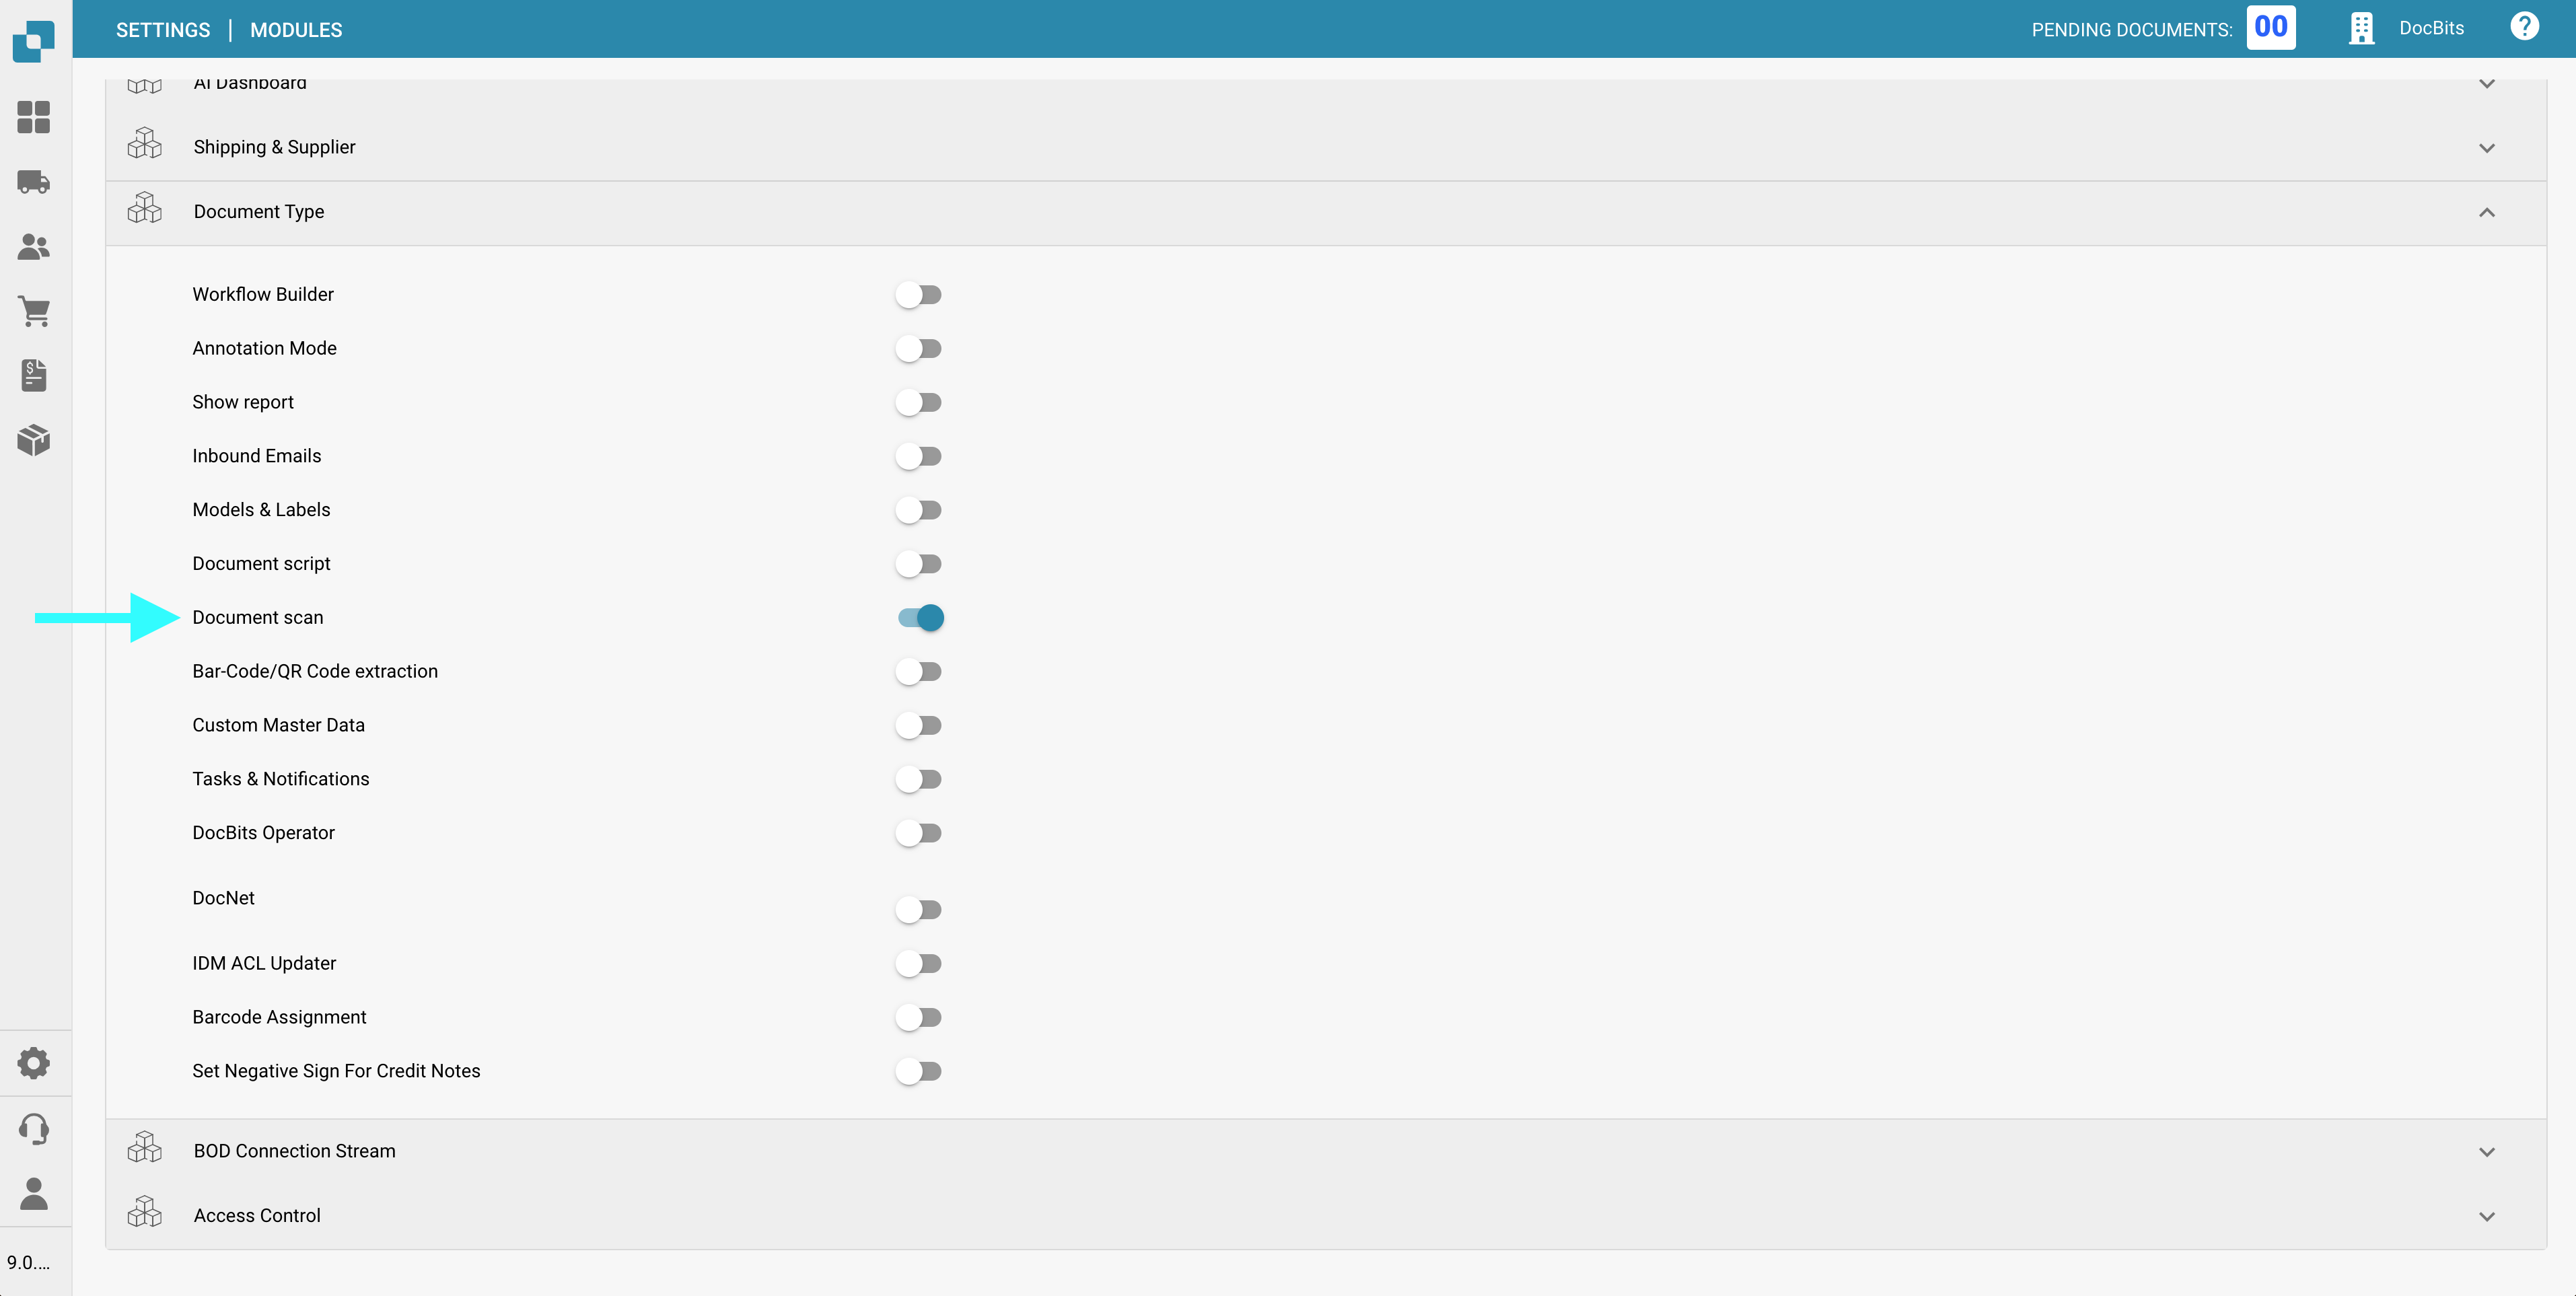 SETTINGS | MODULES
PENDING DOCUMENTS: 00
DocBits
AI Dashboard
Shipping & Supplier
Document Type
Workflow Builder
Annotation Mode
Show report
Inbound Emails
Models & Labels
Document script
Document scan
Bar-Code/QR Code extraction
Custom Master Data
Tasks & Notifications
DocBits Operator
DocNet
IDM ACL Updater
Barcode Assignment
Set Negative Sign For Credit Notes
BOD Connection Stream
Access Control
9.0....